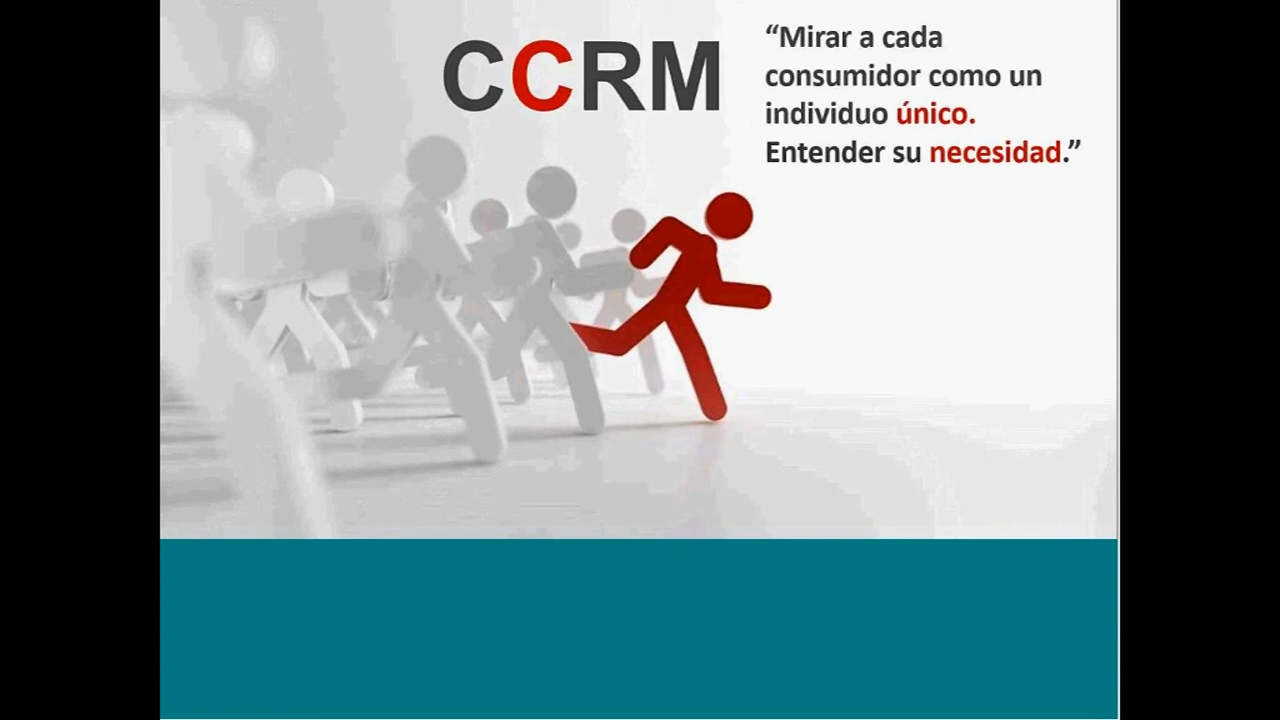 CCRM
“Mirar a cada
consumidor como un
individuo único.
Entender su necesidad.”